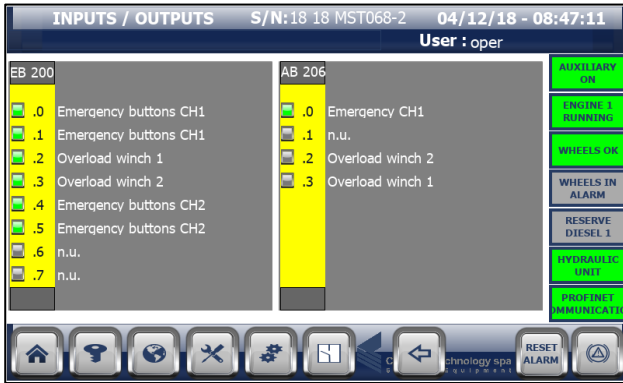 INPUTS / OUTPUTS S/N:18 18 MST068-2 04/12/18 - 08:47:11
User : oper
EB 200
.0 Emergency buttons CH1
.1 Emergency buttons CH1
.2 Overload winch 1
.3 Overload winch 2
.4 Emergency buttons CH2
.5 Emergency buttons CH2
.6 n.u.
.7 n.u.
AB 206
.0 Emergency CH1
.1 n.u.
.2 Overload winch 2
.3 Overload winch 1
AUXILIARY
ON
ENGINE 1
RUNNING
WHEELS OK
WHEELS IN
ALARM
RESERVE
DIESEL 1
HYDRAULIC
UNIT
PROFINET
OMMUNICATI
chnology spa
RESET
ALARM